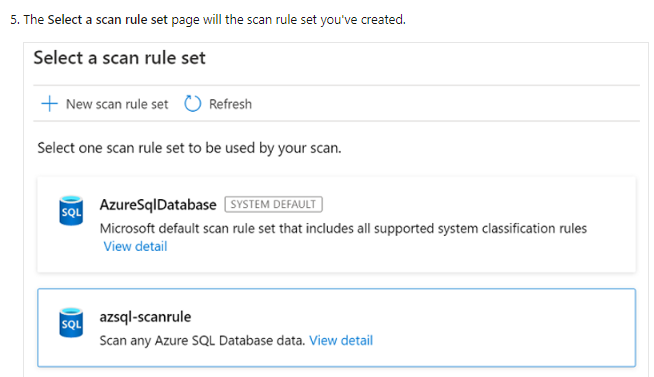 5. The Select a scan rule set page will the scan rule set you've created.
Select a scan rule set
New scan rule set Refresh
Select one scan rule set to be used by your scan.
SQL
AzureSqlDatabase SYSTEM DEFAULT
Microsoft default scan rule set that includes all supported system classification rules
View detail
SQL
azsql-scanrule
Scan any Azure SQL Database data. View detail